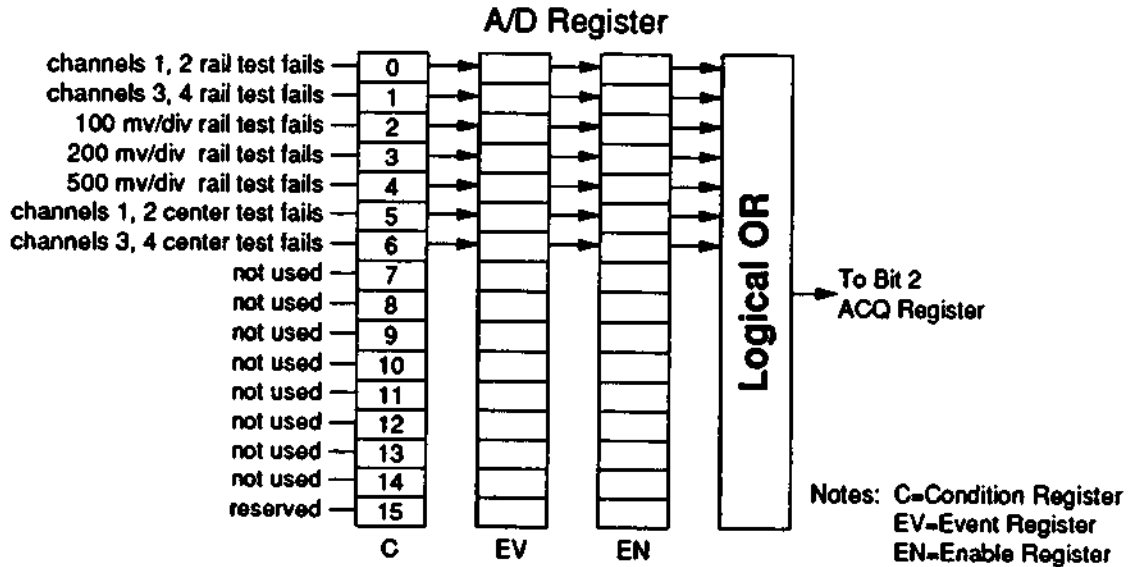 A/D Register
channels 1, 2 rail test fails 0
channels 3, 4 rail test fails 1
100 mv/div rail test fails 2
200 mv/div rail test fails 3
500 mv/div rail test fails 4
channels 1, 2 center test fails 5
channels 3, 4 center test fails 6
not used 7
not used 8
not used 9
not used 10
not used 11
not used 12
not used 13
not used 14
reserved 15
C EV EN
Logical OR
To Bit 2
ACQ Register
Notes: C=Condition Register
EV=Event Register
EN=Enable Register